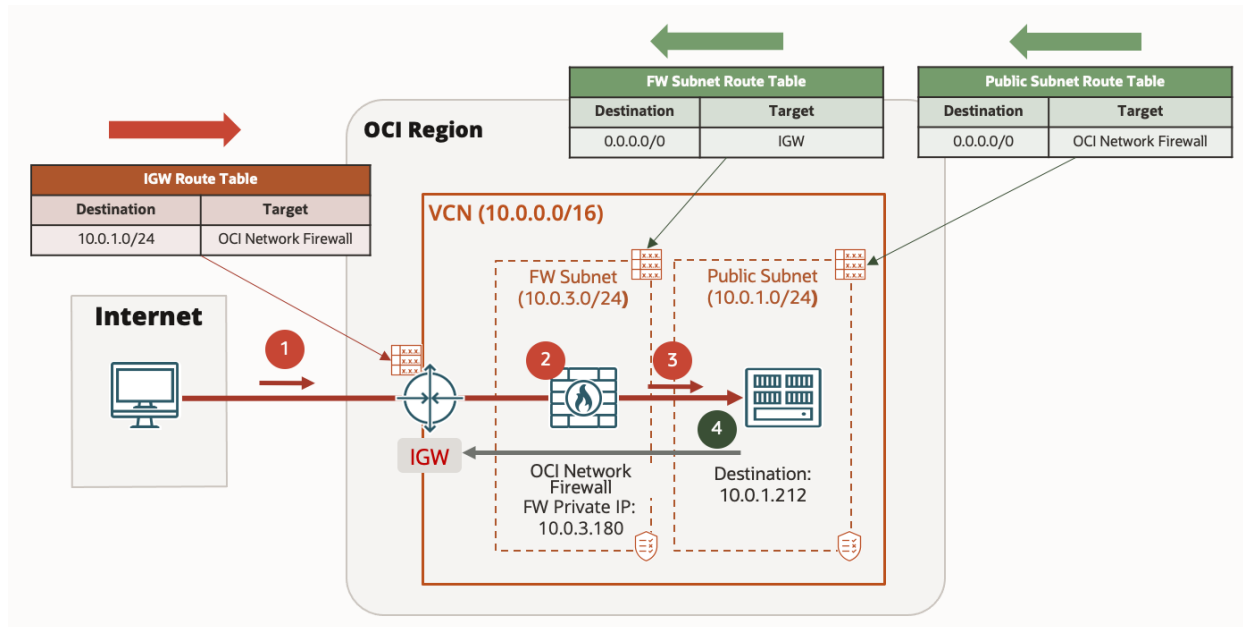 FW Subnet Route Table
Destination Target
0.0.0.0/0 IGW
Public Subnet Route Table
Destination Target
0.0.0.0/0 OCI Network Firewall
OCI Region
IGW Route Table
Destination Target
10.0.1.0/24 OCI Network Firewall
VCN (10.0.0.0/16)
FW Subnet
(10.0.3.0/24)
Public Subnet
(10.0.1.0/24)
Internet
1
2
3
4
IGW
OCI Network
Firewall
FW Private IP:
10.0.3.180
Destination:
10.0.1.212